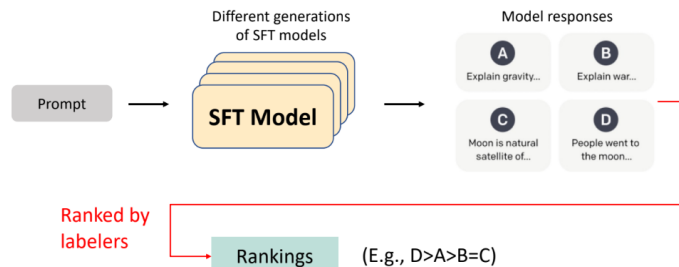 Different generations
of SFT models
Model responses
Prompt
SFT Model
A
Explain gravity...
B
Explain war...
C
Moon is natural
satellite of...
D
People went to
the moon...
Ranked by
labelers
Rankings
(E.g., D>A>B=C)